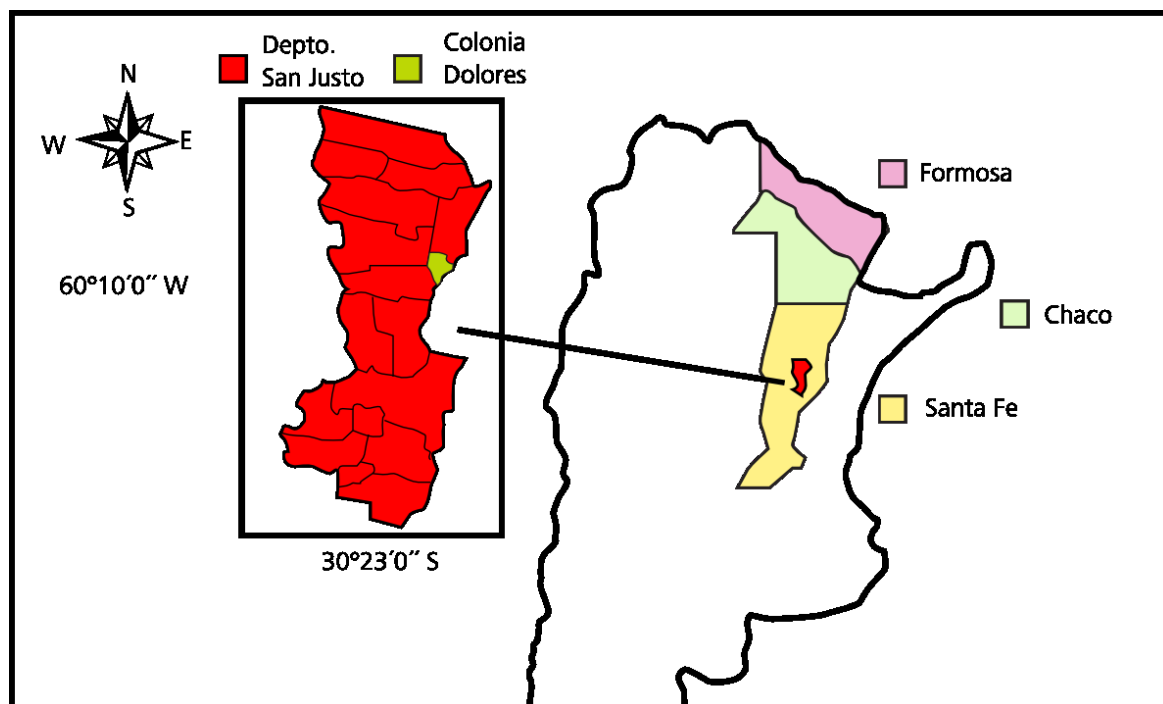 Depto.
San Justo
Colonia
Dolores
N
W
E
S
60°10´0˝ W
30°23´0˝ S
Formosa
Chaco
Santa Fe